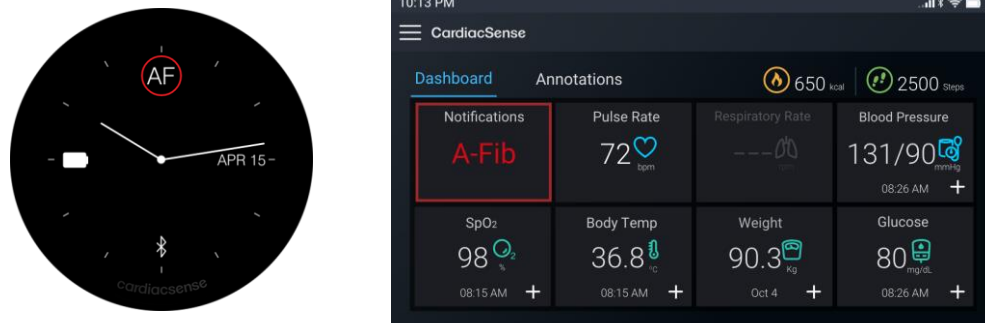 AF
APR 15
cardiacsense
10:13 PM
CardiacSense
Dashboard Annotations 650 kcal 2500 Steps
Notifications Pulse Rate Respiratory Rate Blood Pressure
A-Fib 72 bpm --- 131/90 mmHg
08:26 AM +
SpO2 Body Temp Weight Glucose
98 O2 % 36.8 °C 90.3 Kg 80 mg/dL
08:15 AM + 08:15 AM + Oct 4 + 08:26 AM +